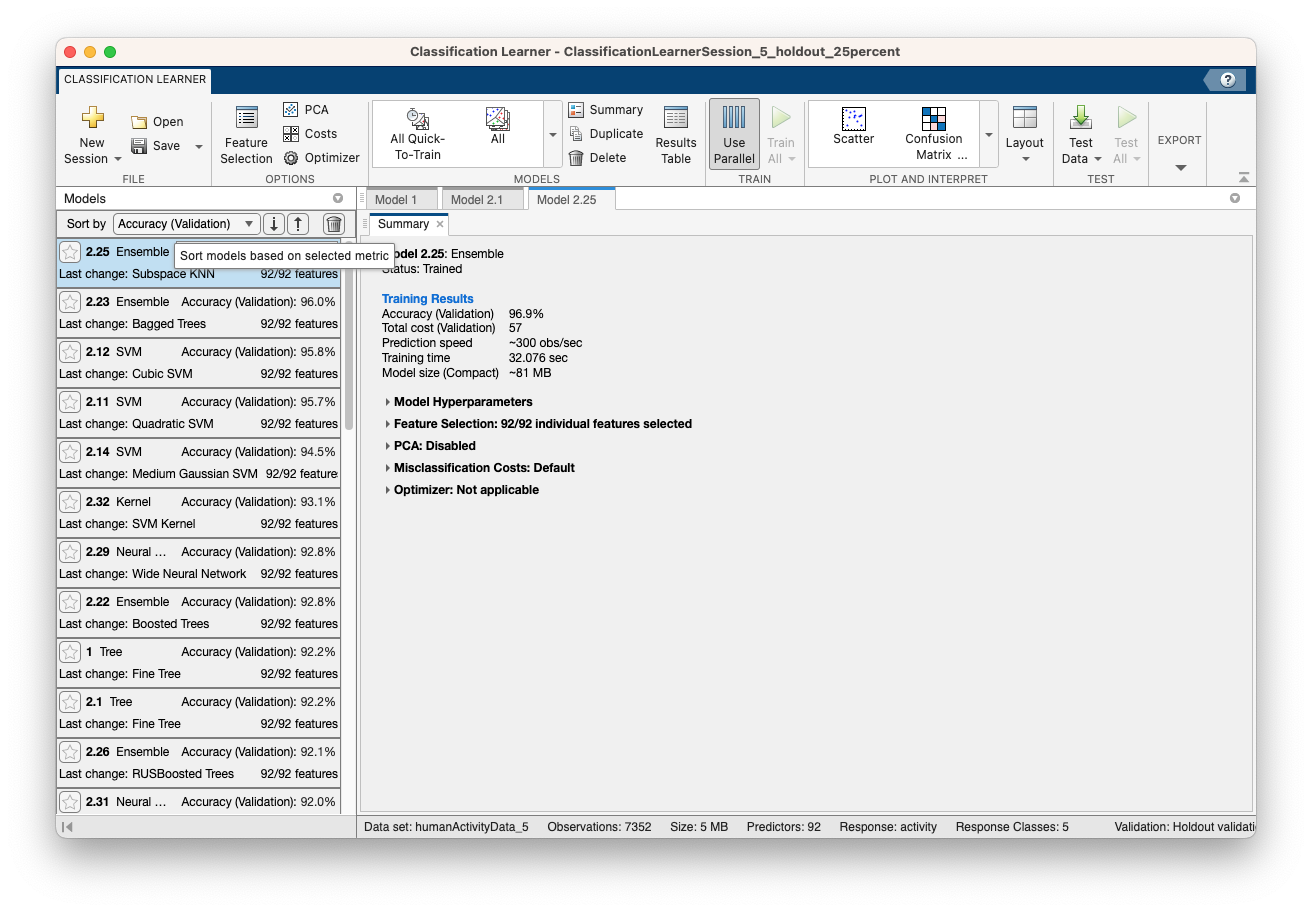 Classification Learner - ClassificationLearnerSession_5_holdout_25percent
CLASSIFICATION LEARNER
?
New Session
Open
Save
FILE
Feature Selection
PCA
Costs
Optimizer
OPTIONS
All Quick-To-Train
All
Summary
Duplicate
Delete
Results Table
MODELS
Use Parallel
Train All
TRAIN
Scatter
Confusion Matrix ...
Layout
PLOT AND INTERPRET
Test Data
Test All
TEST
EXPORT
Models
Sort by Accuracy (Validation)
Sort models based on selected metric
2.25 Ensemble
Last change: Subspace KNN 92/92 features
2.23 Ensemble Accuracy (Validation): 96.0%
Last change: Bagged Trees 92/92 features
2.12 SVM Accuracy (Validation): 95.8%
Last change: Cubic SVM 92/92 features
2.11 SVM Accuracy (Validation): 95.7%
Last change: Quadratic SVM 92/92 features
2.14 SVM Accuracy (Validation): 94.5%
Last change: Medium Gaussian SVM 92/92 feature
2.32 Kernel Accuracy (Validation): 93.1%
Last change: SVM Kernel 92/92 features
2.29 Neural ... Accuracy (Validation): 92.8%
Last change: Wide Neural Network 92/92 features
2.22 Ensemble Accuracy (Validation): 92.8%
Last change: Boosted Trees 92/92 features
1 Tree Accuracy (Validation): 92.2%
Last change: Fine Tree 92/92 features
2.1 Tree Accuracy (Validation): 92.2%
Last change: Fine Tree 92/92 features
2.26 Ensemble Accuracy (Validation): 92.1%
Last change: RUSBoosted Trees 92/92 features
2.31 Neural ... Accuracy (Validation): 92.0%
Model 1 Model 2.1 Model 2.25
Summary
odel 2.25: Ensemble
Status: Trained
Training Results
Accuracy (Validation) 96.9%
Total cost (Validation) 57
Prediction speed ~300 obs/sec
Training time 32.076 sec
Model size (Compact) ~81 MB
Model Hyperparameters
Feature Selection: 92/92 individual features selected
PCA: Disabled
Misclassification Costs: Default
Optimizer: Not applicable
Data set: humanActivityData_5 Observations: 7352 Size: 5 MB Predictors: 92 Response: activity Response Classes: 5 Validation: Holdout validati